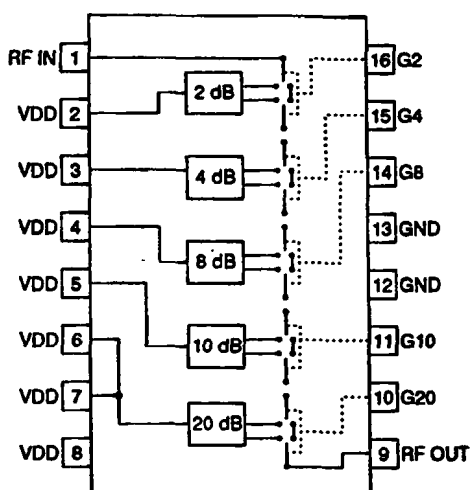 RF IN 1
VDD 2
VDD 3
VDD 4
VDD 5
VDD 6
VDD 7
VDD 8
2 dB
4 dB
8 dB
10 dB
20 dB
16 G2
15 G4
14 G8
13 GND
12 GND
11 G10
10 G20
9 RF OUT